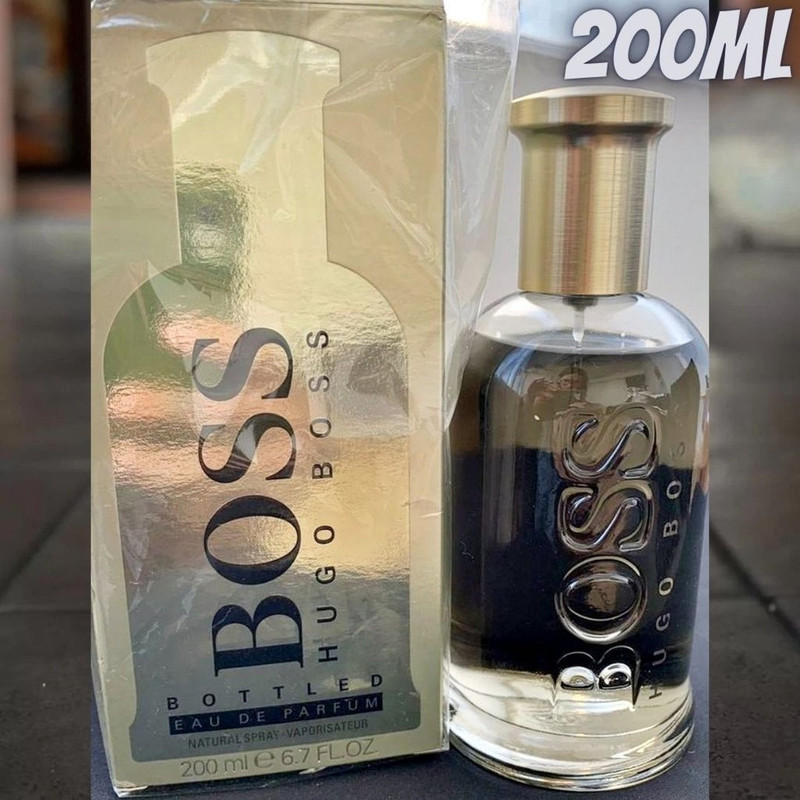 200ML
BOSS
HUGO BOSS
BOTTLED
EAU DE PARFUM
NATURAL SPRAY-VAPORISATEUR
200 ml e 6.7 FL.OZ
BOSS
HUGO BOS